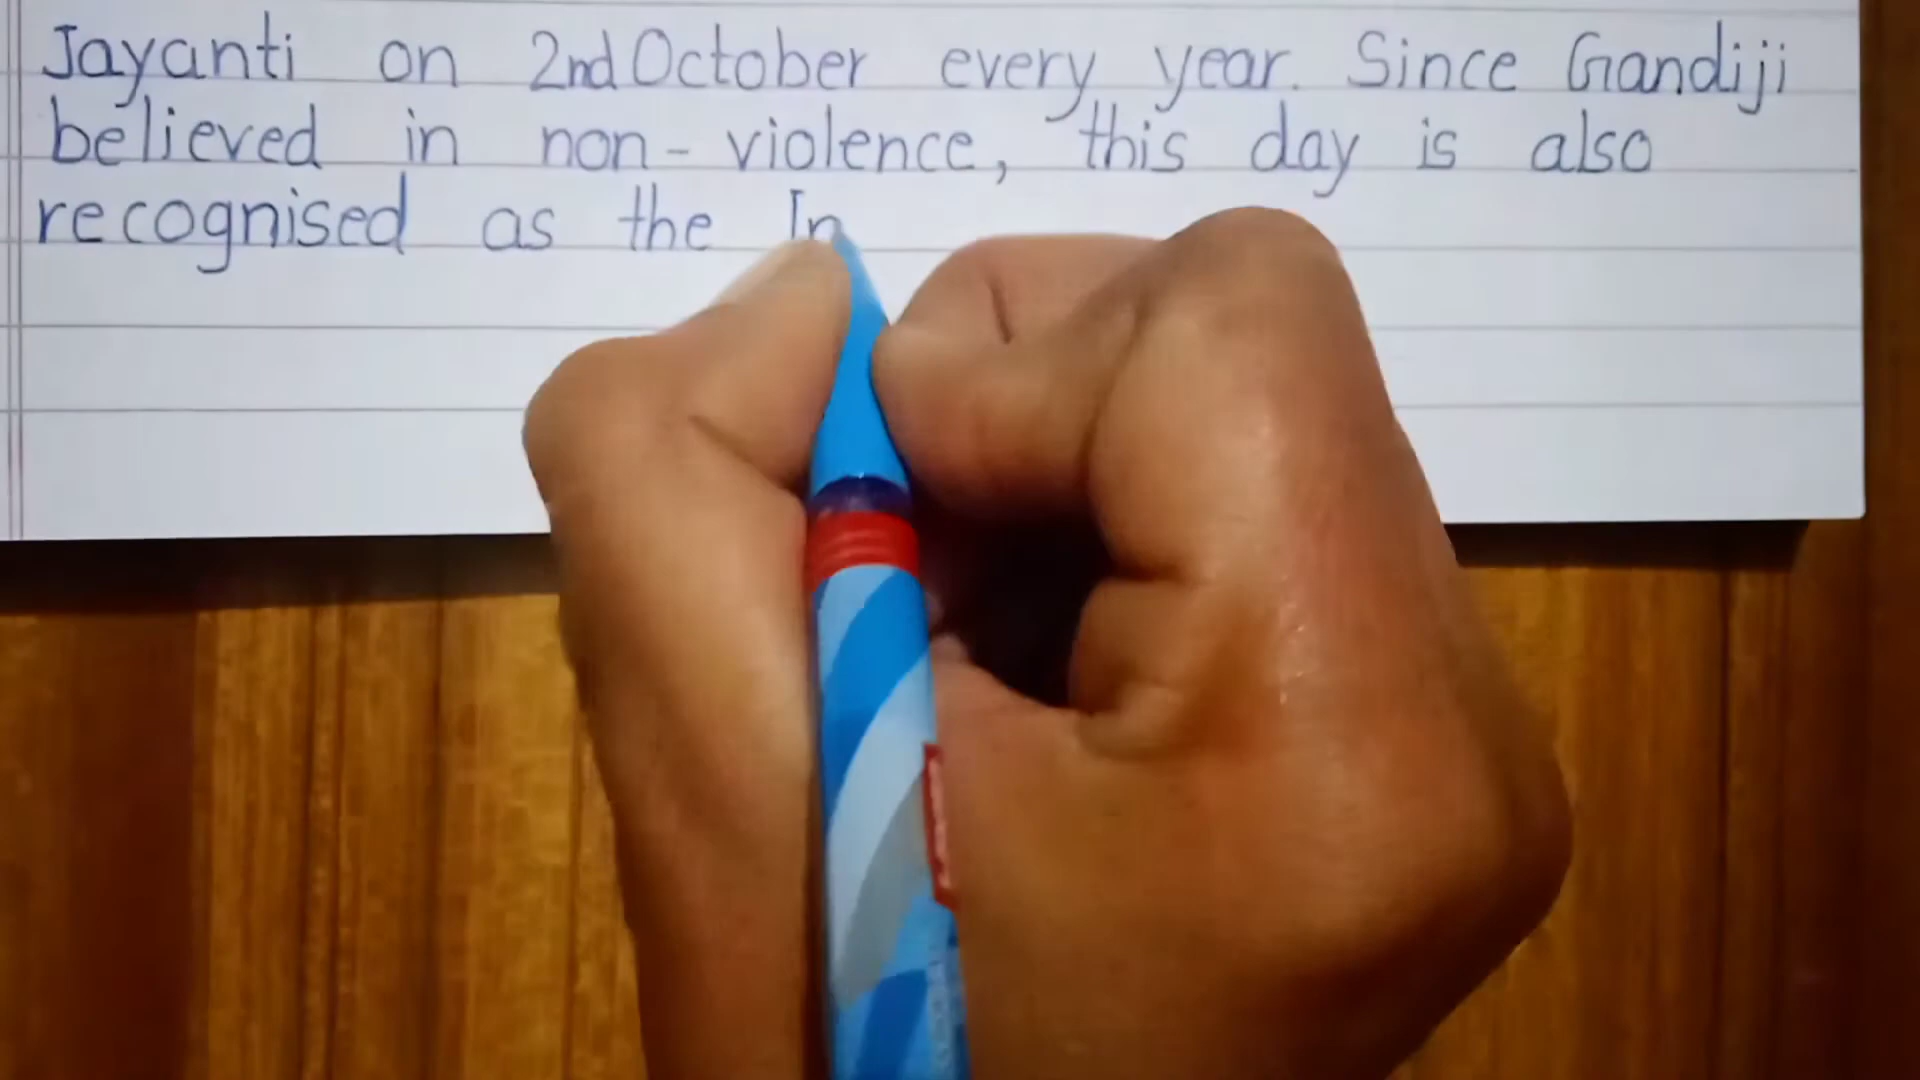 Jayanti on 2nd October every year. Since Gandiji
believed in non-violence, this day is also
recognised as the In